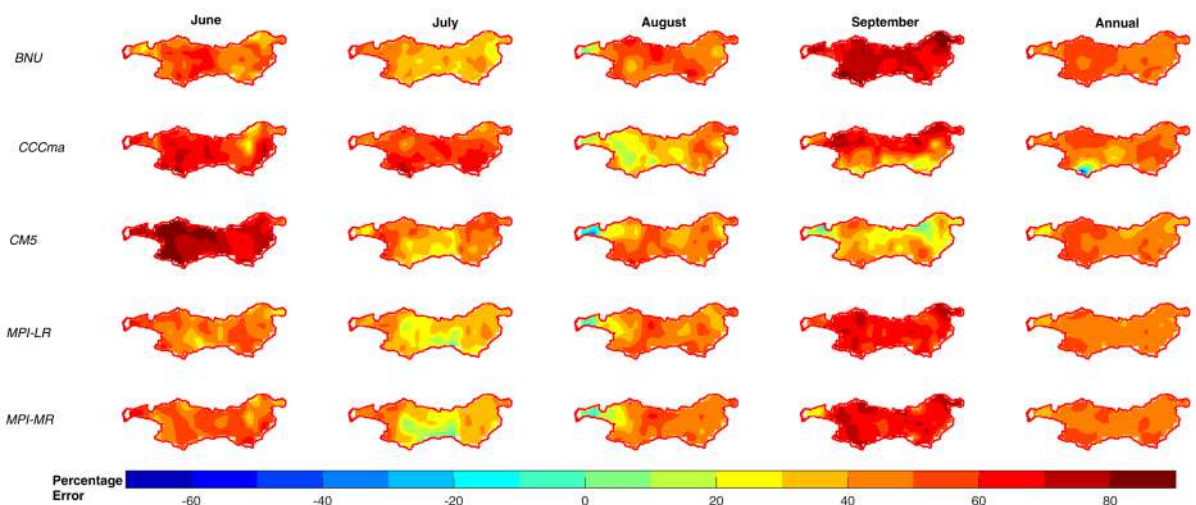 June July August September Annual
BNU
CCCma
CM5
MPI-LR
MPI-MR
Percentage
Error
-60 -40 -20 0 20 40 60 80